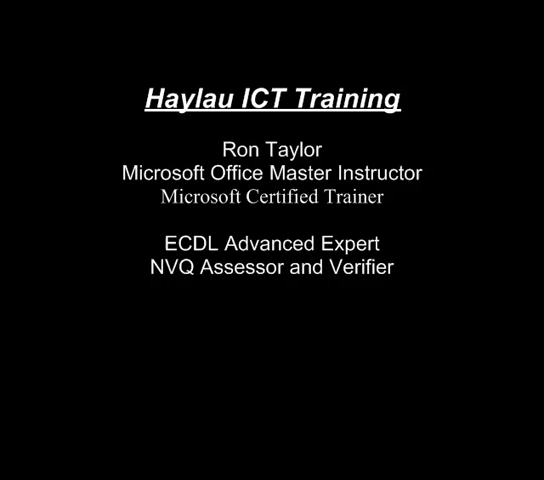 Haylau ICT Training
Ron Taylor
Microsoft Office Master Instructor
Microsoft Certified Trainer
ECDL Advanced Expert
NVQ Assessor and Verifier